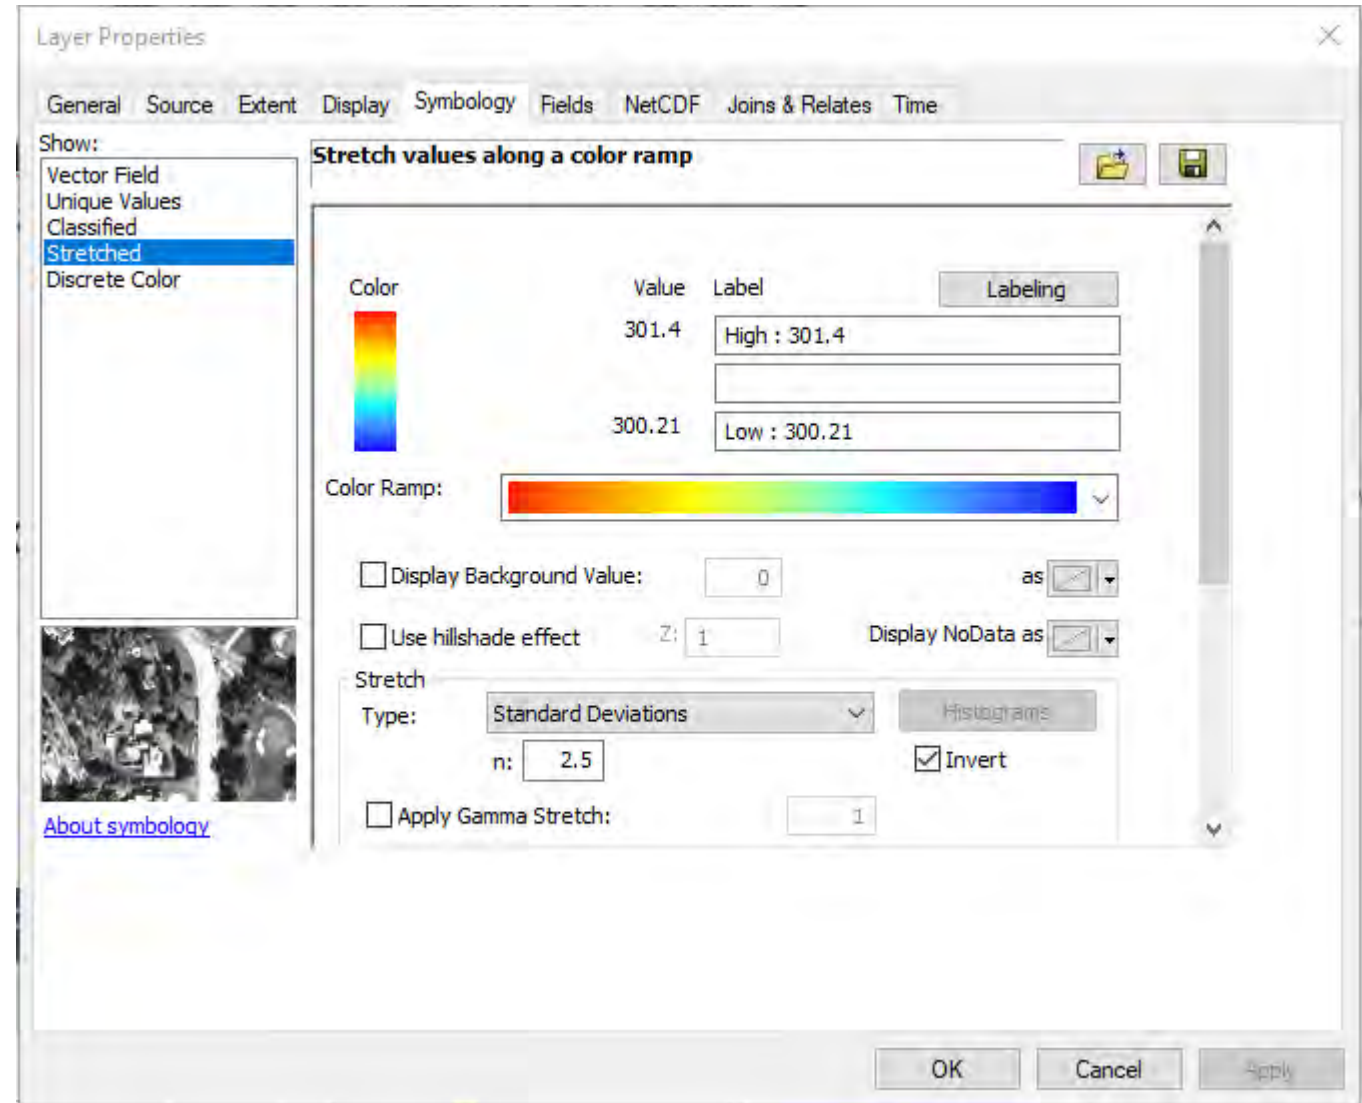 Layer Properties
General Source Extent Display Symbology Fields NetCDF Joins & Relates Time
Show:
Vector Field
Unique Values
Classified
Stretched
Discrete Color
About symbology
Stretch values along a color ramp
Color Value Label Labeling
301.4 High : 301.4
300.21 Low : 300.21
Color Ramp:
Display Background Value: 0 as
Use hillshade effect Z: 1 Display NoData as
Stretch
Type: Standard Deviations Histograms
n: 2.5 Invert
Apply Gamma Stretch: 1
OK Cancel Apply